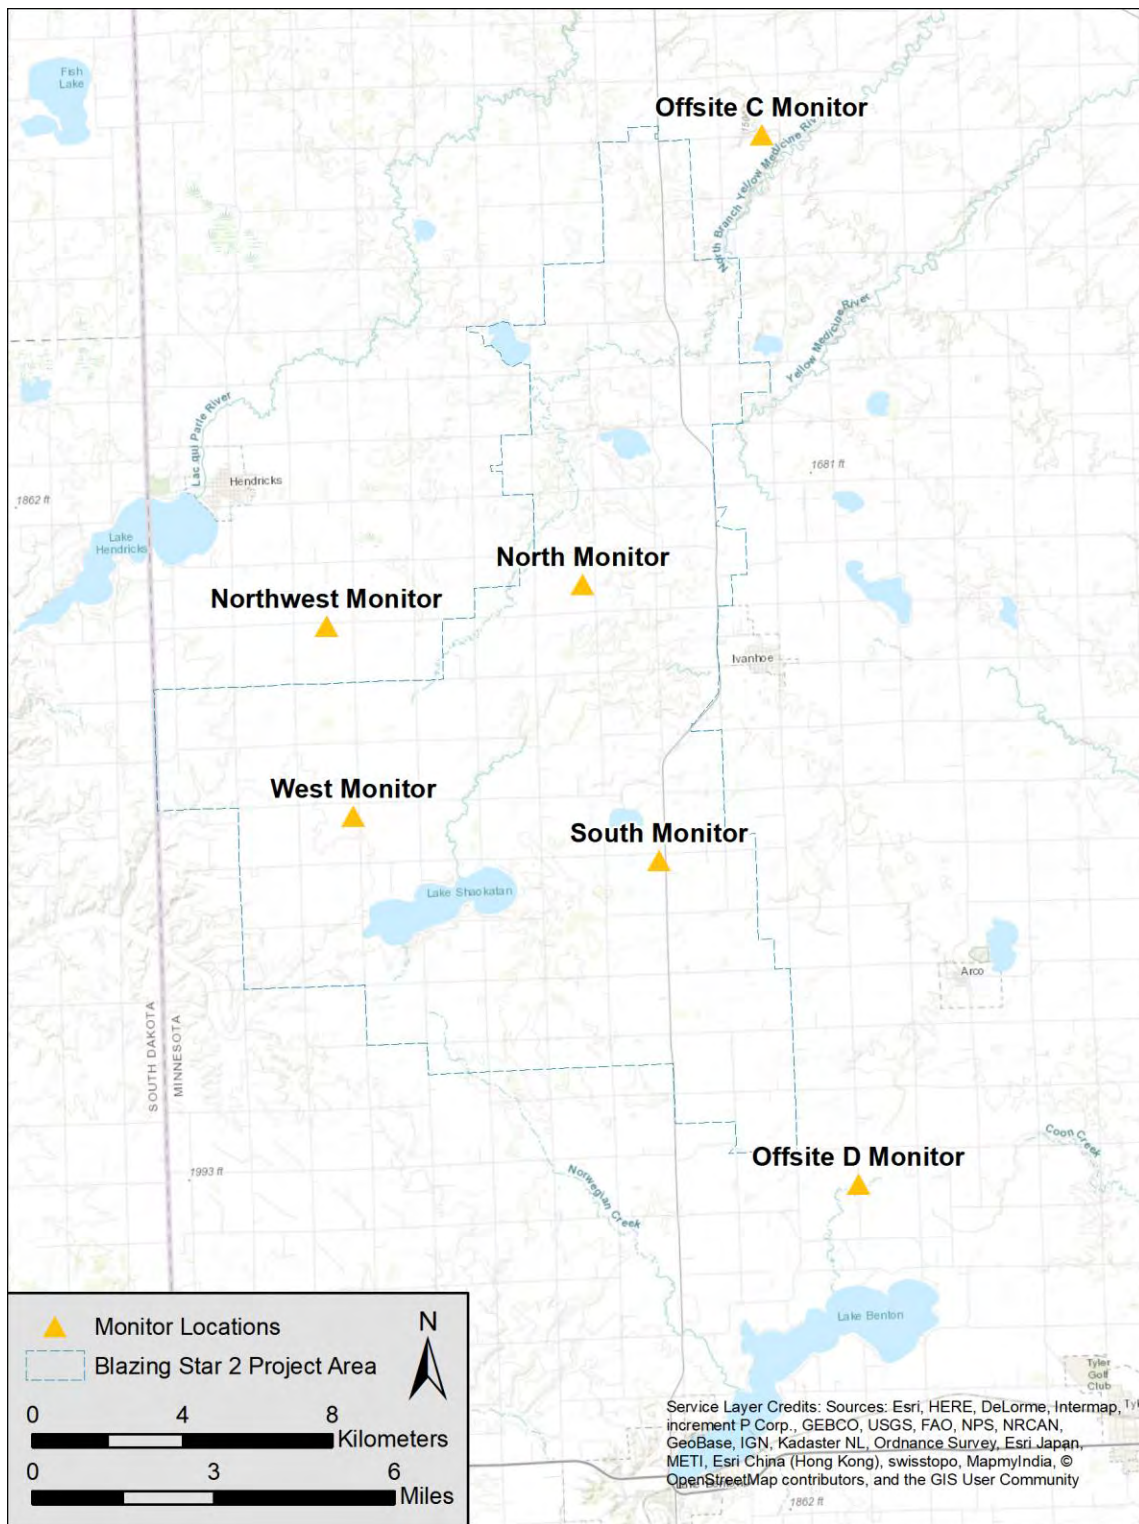 Fish
Lake
Offsite C Monitor
North Branch Yellow Medicine River
Yellow Medicine River
Lac qui Parle River
Hendricks
1681 ft
1862 ft
Lake
Hendricks
North Monitor
Northwest Monitor
Ivanhoe
West Monitor
South Monitor
Lake Shaokatan
Arco
SOUTH DAKOTA
MINNESOTA
Coon Creek
Offsite D Monitor
1993 ft
Norwegian Creek
Lake Benton
Tyler
Golf
Club
N
Monitor Locations
Blazing Star 2 Project Area
0 4 8
Kilometers
0 3 6
Miles
Service Layer Credits: Sources: Esri, HERE, DeLorme, Intermap,
increment P Corp., GEBCO, USGS, FAO, NPS, NRCAN,
GeoBase, IGN, Kadaster NL, Ordnance Survey, Esri Japan,
METI, Esri China (Hong Kong), swisstopo, MapmyIndia, ©
OpenStreetMap contributors, and the GIS User Community
1862 ft